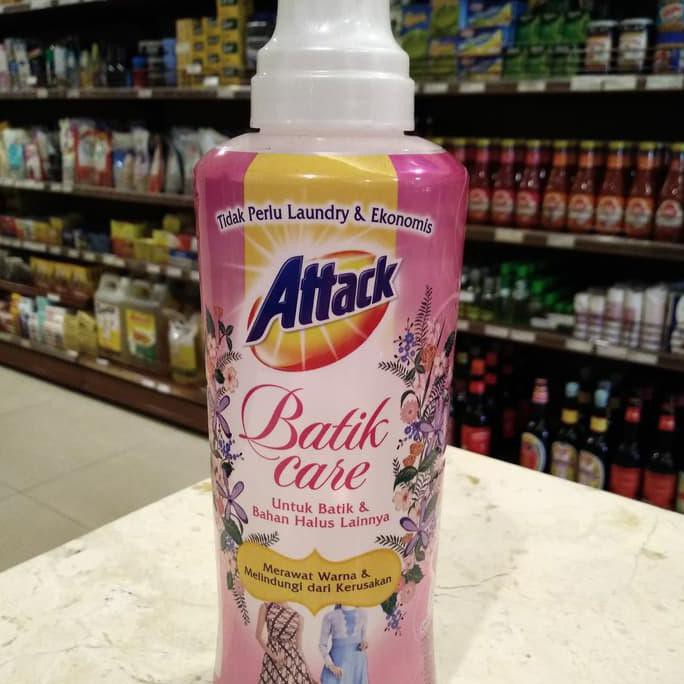 Tidak Perlu Laundry & Ekonomis
Attack
Batik
care
Untuk Batik &
Bahan Halus Lainnya
Merawat Warna &
Melindungi dari Kerusakan